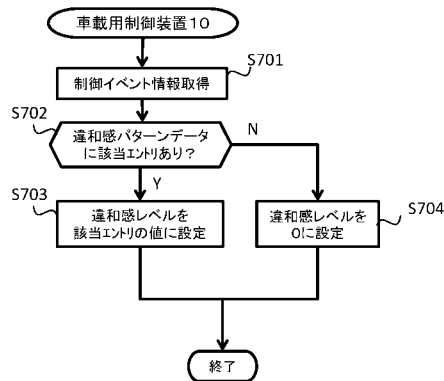 車載用制御装置10
S701
制御イベント情報取得
S702
違和感パターンデータ
に該当エントリあり？
N
Y
S703
違和感レベルを
該当エントリの値に設定
違和感レベルを
0に設定
S704
終了